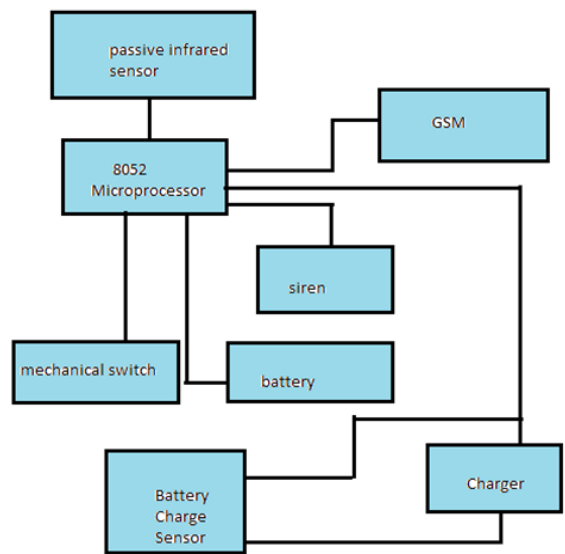 passive infrared
sensor
GSM
8052
Microprocessor
siren
mechanical switch
battery
Battery
Charge
Sensor
Charger